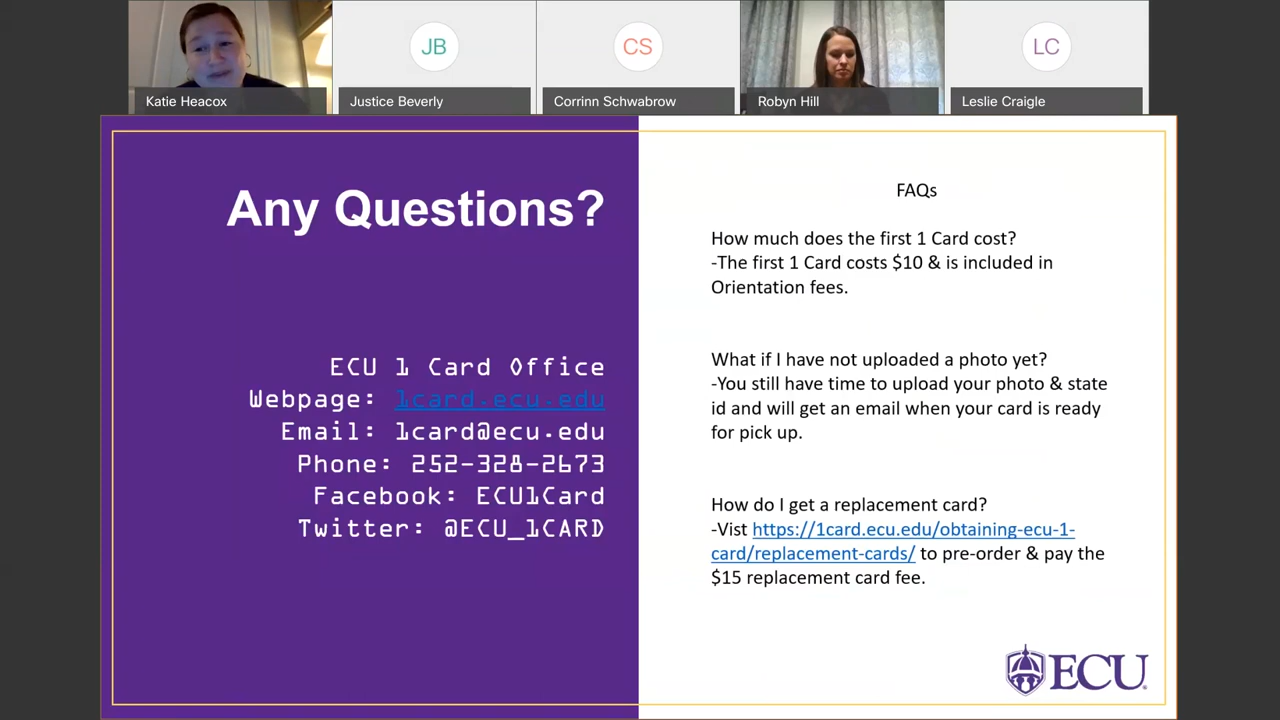 JB
CS
LC
Katie Heacox
Justice Beverly
Corrinn Schwabrow
Robyn Hill
Leslie Craigle
Any Questions?
ECU 1 Card Office
Webpage: 1card.ecu.edu
Email: 1card@ecu.edu
Phone: 252-328-2673
Facebook: ECU1Card
Twitter: @ECU_1CARD
FAQs
How much does the first 1 Card cost?
-The first 1 Card costs $10 & is included in
Orientation fees.
What if I have not uploaded a photo yet?
-You still have time to upload your photo & state
id and will get an email when your card is ready
for pick up.
How do I get a replacement card?
-Vist https://1card.ecu.edu/obtaining-ecu-1-
card/replacement-cards/ to pre-order & pay the
$15 replacement card fee.
ECU